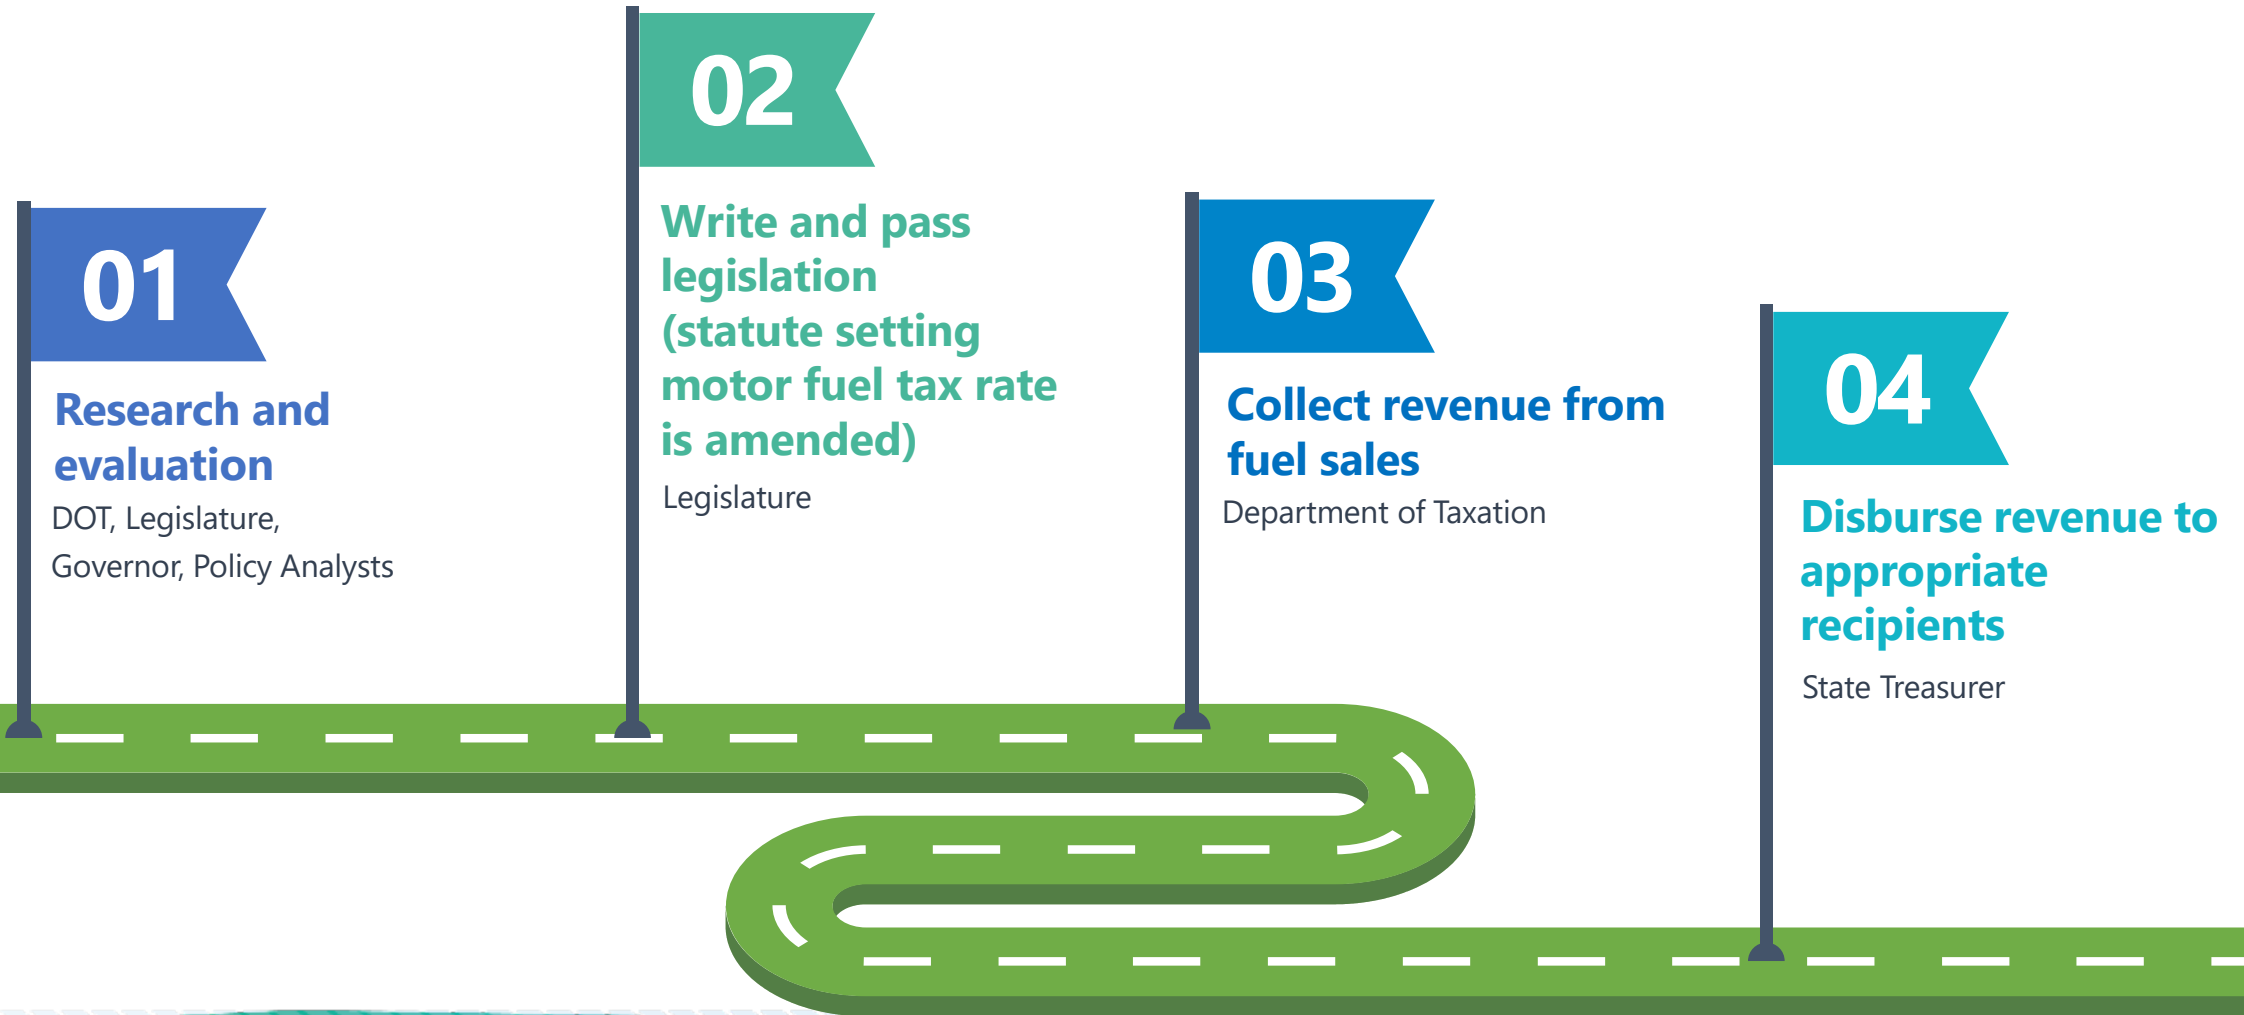 01
Research and
evaluation
DOT, Legislature,
Governor, Policy Analysts
02
Write and pass
legislation
(statute setting
motor fuel tax rate
is amended)
Legislature
03
Collect revenue from
fuel sales
Department of Taxation
04
Disburse revenue to
appropriate
recipients
State Treasurer